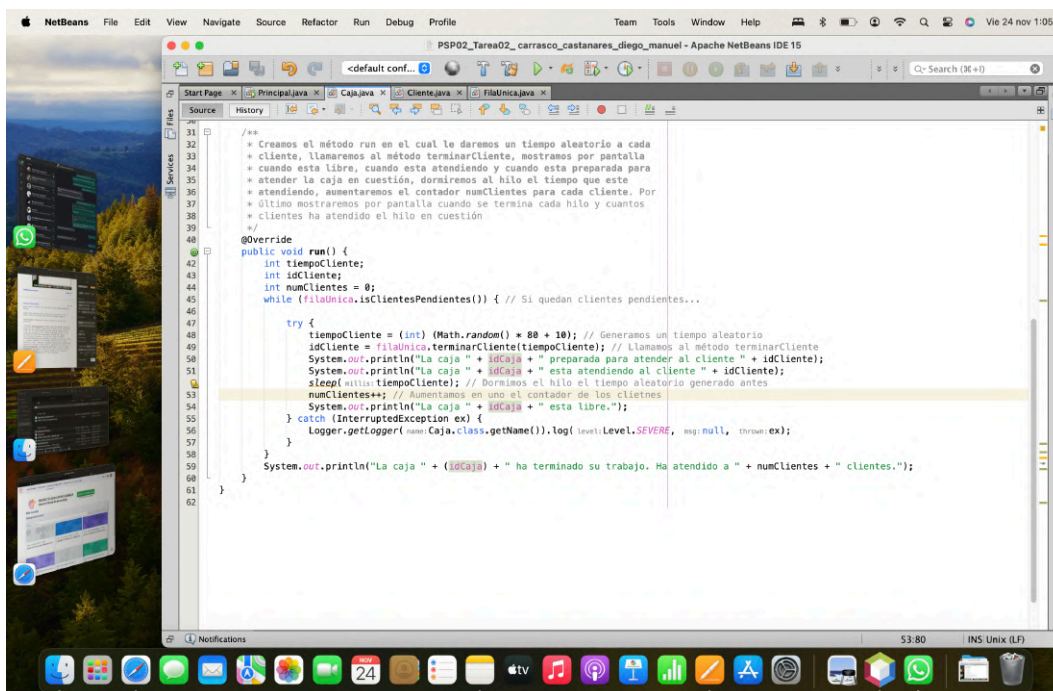 NetBeans File Edit View Navigate Source Refactor Run Debug Profile Team Tools Window Help Vie 24 nov 1:05
PSP02_Tarea02_ carrasco_castanares_diego_manuel - Apache NetBeans IDE 15
<default conf... Search (⌘+I)
Start Page Principal.java Caja.java Cliente.java FilaUnica.java
Source History
Files
Services
30
31 /**
32 * Creamos el método run en el cual le daremos un tiempo aleatorio a cada
33 * cliente, llamaremos al método terminarCliente, mostramos por pantalla
34 * cuando esta libre, cuando esta atendiendo y cuando esta preparada para
35 * atender la caja en cuestión, dormiremos al hilo el tiempo que este
36 * atendiendo, aumentaremos el contador numClientes para cada cliente. Por
37 * último mostraremos por pantalla cuando se termina cada hilo y cuantos
38 * clientes ha atendido el hilo en cuestión
39 */
40 @Override
public void run() {
42 int tiempoCliente;
43 int idCliente;
44 int numClientes = 0;
45 while (filaUnica.isClientesPendientes()) { // Si quedan clientes pendientes...
46
47 try {
48 tiempoCliente = (int) (Math.random() * 80 + 10); // Generamos un tiempo aleatorio
49 idCliente = filaUnica.terminarCliente(tiempoCliente); // Llamamos al método terminarCliente
50 System.out.println("La caja " + idCaja + " preparada para atender al cliente " + idCliente);
51 System.out.println("La caja " + idCaja + " esta atendiendo al cliente " + idCliente);
sleep( millis: tiempoCliente); // Dormimos el hilo el tiempo aleatorio generado antes
53 numClientes++; // Aumentamos en uno el contador de los clietnes
54 System.out.println("La caja " + idCaja + " esta libre.");
55 } catch (InterruptedException ex) {
56 Logger.getLogger( name: Caja.class.getName()).log( level: Level.SEVERE, msg: null, thrown: ex);
57 }
58 }
59 System.out.println("La caja " + (idCaja) + " ha terminado su trabajo. Ha atendido a " + numClientes + " clientes.");
60 }
61 }
62
Notifications 53:80 INS Unix (LF)
NOV
24
tv